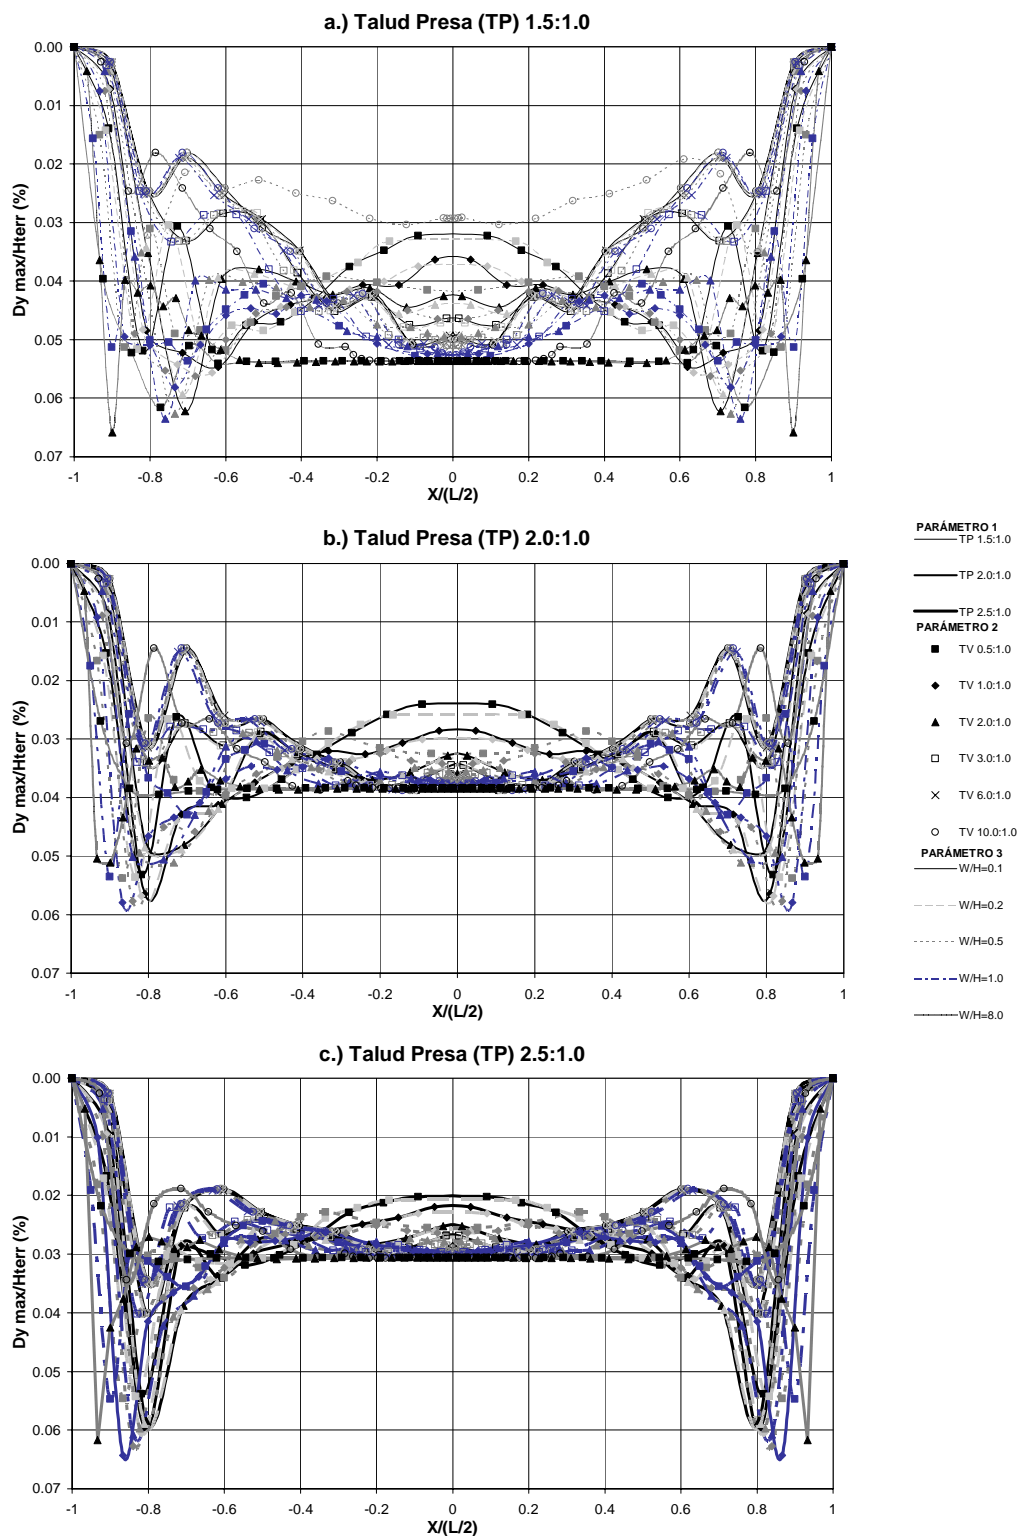 a.) Talud Presa (TP) 1.5:1.0
0.00
0.01
0.02
0.03
0.04
0.05
0.06
0.07
Dy max/Hterr (%)
-1 -0.8 -0.6 -0.4 -0.2 0 0.2 0.4 0.6 0.8 1
X/(L/2)
b.) Talud Presa (TP) 2.0:1.0
0.00
0.01
0.02
0.03
0.04
0.05
0.06
0.07
Dy max/Hterr (%)
-1 -0.8 -0.6 -0.4 -0.2 0 0.2 0.4 0.6 0.8 1
X/(L/2)
PARÁMETRO 1
TP 1.5:1.0
TP 2.0:1.0
TP 2.5:1.0
PARÁMETRO 2
TV 0.5:1.0
TV 1.0:1.0
TV 2.0:1.0
TV 3.0:1.0
TV 6.0:1.0
TV 10.0:1.0
PARÁMETRO 3
W/H=0.1
W/H=0.2
W/H=0.5
W/H=1.0
W/H=8.0
c.) Talud Presa (TP) 2.5:1.0
0.00
0.01
0.02
0.03
0.04
0.05
0.06
0.07
Dy max/Hterr (%)
-1 -0.8 -0.6 -0.4 -0.2 0 0.2 0.4 0.6 0.8 1
X/(L/2)